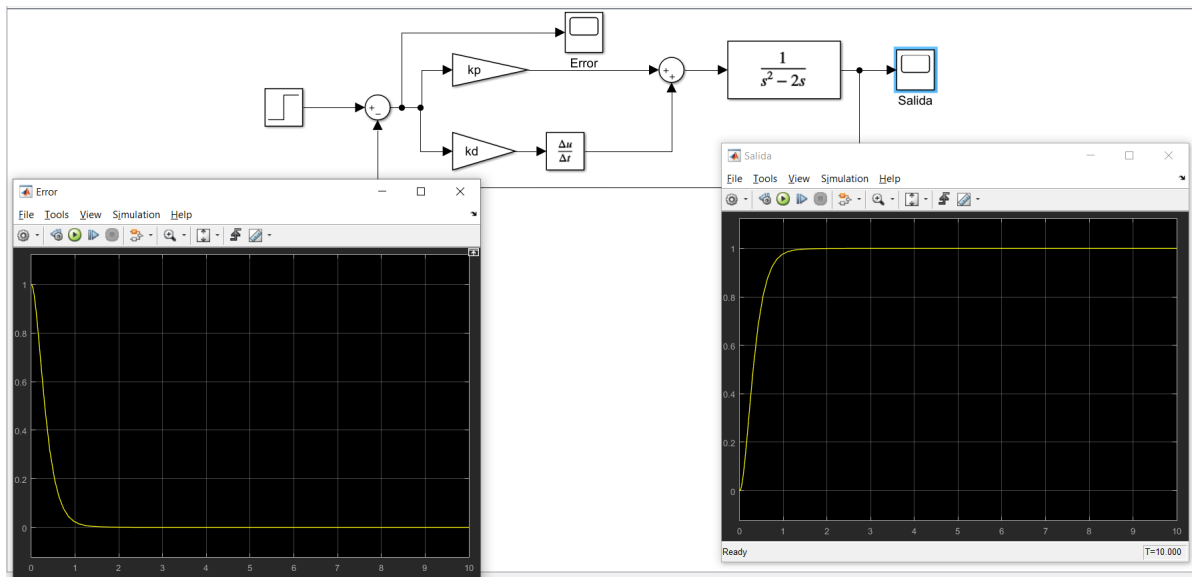 Error
kp
+
−
+
+
1
s² − 2s
Salida
kd
Δu
Δt
Error
File Tools View Simulation Help
1
0.8
0.6
0.4
0.2
0
0 1 2 3 4 5 6 7 8 9 10
Salida
File Tools View Simulation Help
1
0.8
0.6
0.4
0.2
0
0 1 2 3 4 5 6 7 8 9 10
Ready T=10.000